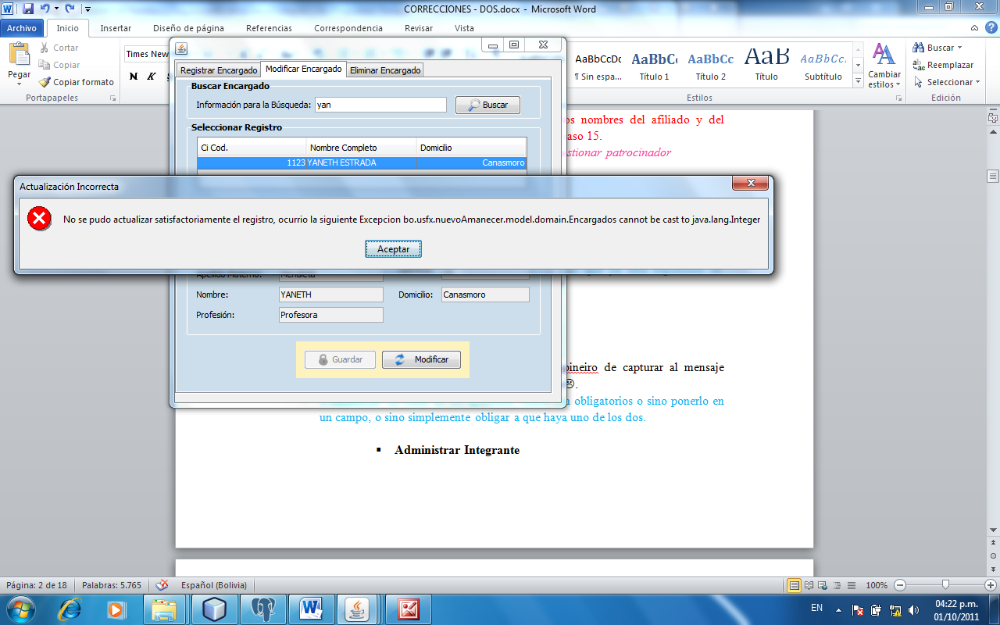 CORRECCIONES - DOS.docx - Microsoft Word
Archivo Inicio Insertar Diseño de página Referencias Correspondencia Revisar Vista
Pegar
Cortar
Copiar
Copiar formato
Portapapeles
Times New
N K
AaBbCcDc AaBbCc AaBbCc AaB AaBbCc.
¶ Sin espa... Título 1 Título 2 Título Subtítulo
Cambiar estilos
Estilos
Buscar
Reemplazar
Seleccionar
Edición
Registrar Encargado Modificar Encargado Eliminar Encargado
Buscar Encargado
Información para la Búsqueda: yan Buscar
Seleccionar Registro
Ci Cod. Nombre Completo Domicilio
1123 YANETH ESTRADA Canasmoro
os nombres del afiliado y del
aso 15.
stionar patrocinador
Actualización Incorrecta
No se pudo actualizar satisfactoriamente el registro, ocurrio la siguiente Excepcion bo.usfx.nuevoAmanecer.model.domain.Encargados cannot be cast to java.lang.Integer
Aceptar
Apellido Materno: Mendieta
Nombre: YANETH Domicilio: Canasmoro
Profesión: Profesora
Guardar Modificar
pineiro de capturar al mensaje
☹.
n obligatorios o sino ponerlo en
un campo, o sino simplemente obligar a que haya uno de los dos.
▪ Administrar Integrante
Página: 2 de 18 Palabras: 5.765 Español (Bolivia) 100%
EN 04:22 p.m.
01/10/2011